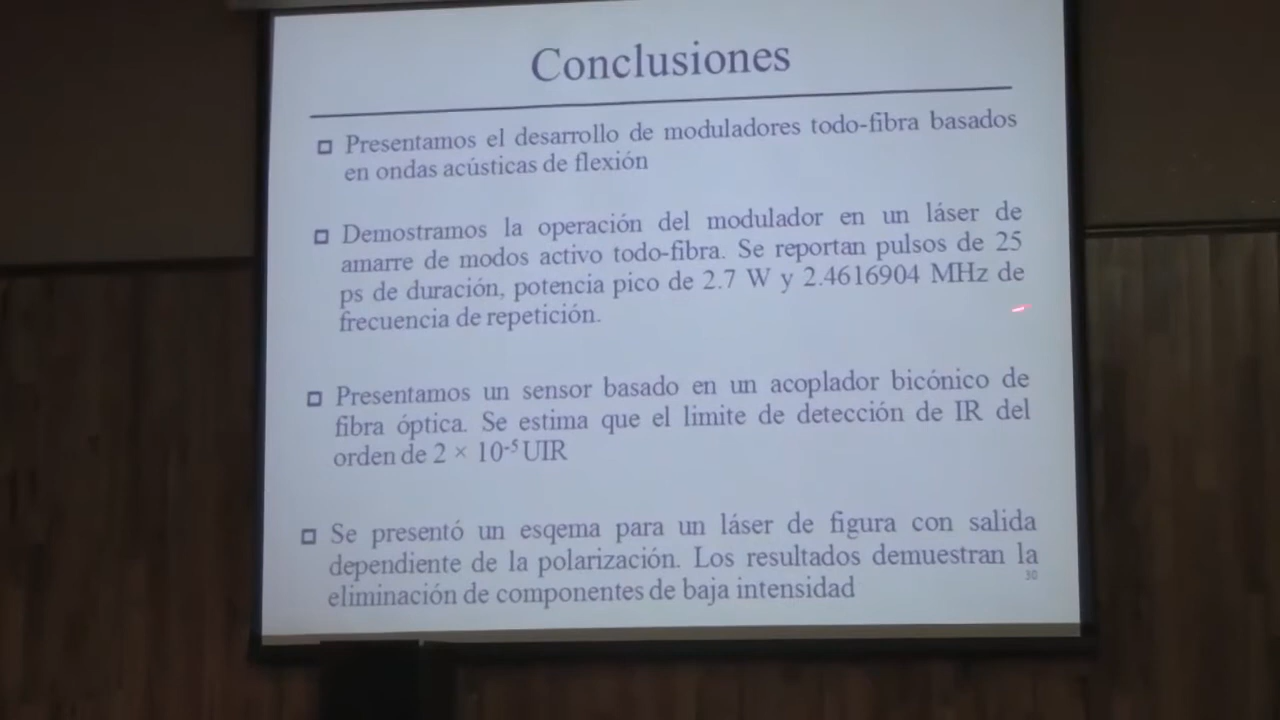 Conclusiones
Presentamos el desarrollo de moduladores todo-fibra basados
en ondas acústicas de flexión
Demostramos la operación del modulador en un láser de
amarre de modos activo todo-fibra. Se reportan pulsos de 25
ps de duración, potencia pico de 2.7 W y 2.4616904 MHz de
frecuencia de repetición.
Presentamos un sensor basado en un acoplador bicónico de
fibra óptica. Se estima que el limite de detección de IR del
orden de 2 × 10⁻⁵ UIR
Se presentó un esqema para un láser de figura con salida
dependiente de la polarización. Los resultados demuestran la
eliminación de componentes de baja intensidad
30